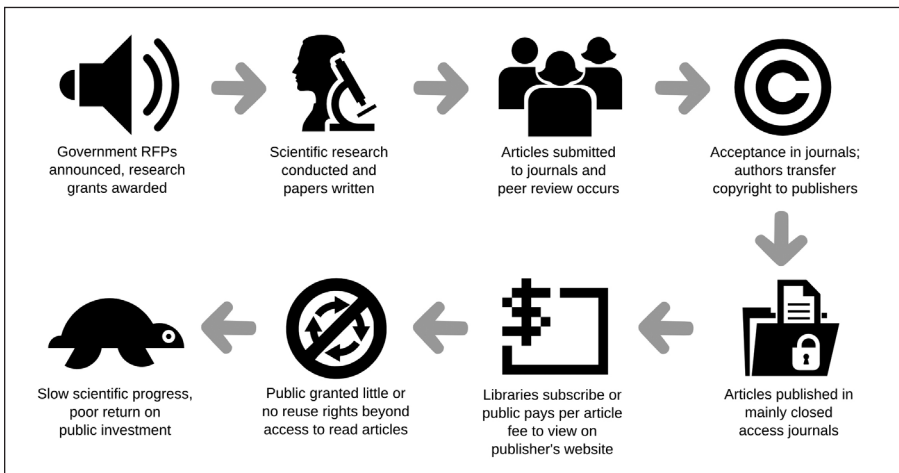 Government RFPs
announced, research
grants awarded
Scientific research
conducted and
papers written
Articles submitted
to journals and
peer review occurs
Acceptance in journals;
authors transfer
copyright to publishers
Articles published in
mainly closed
access journals
Libraries subscribe or
public pays per article
fee to view on
publisher's website
Public granted little or
no reuse rights beyond
access to read articles
Slow scientific progress,
poor return on
public investment